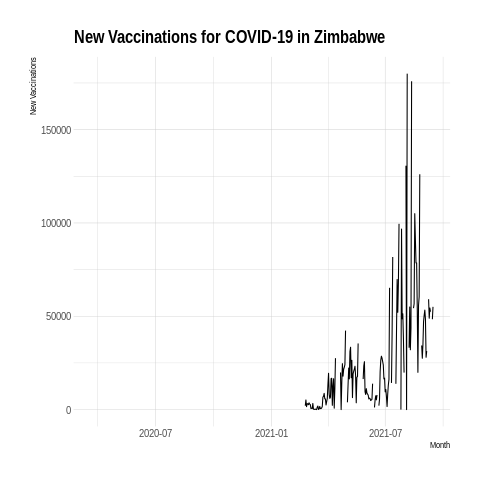 New Vaccinations for COVID-19 in Zimbabwe
New Vaccinations
150000
100000
50000
0
2020-07 2021-01 2021-07
Month